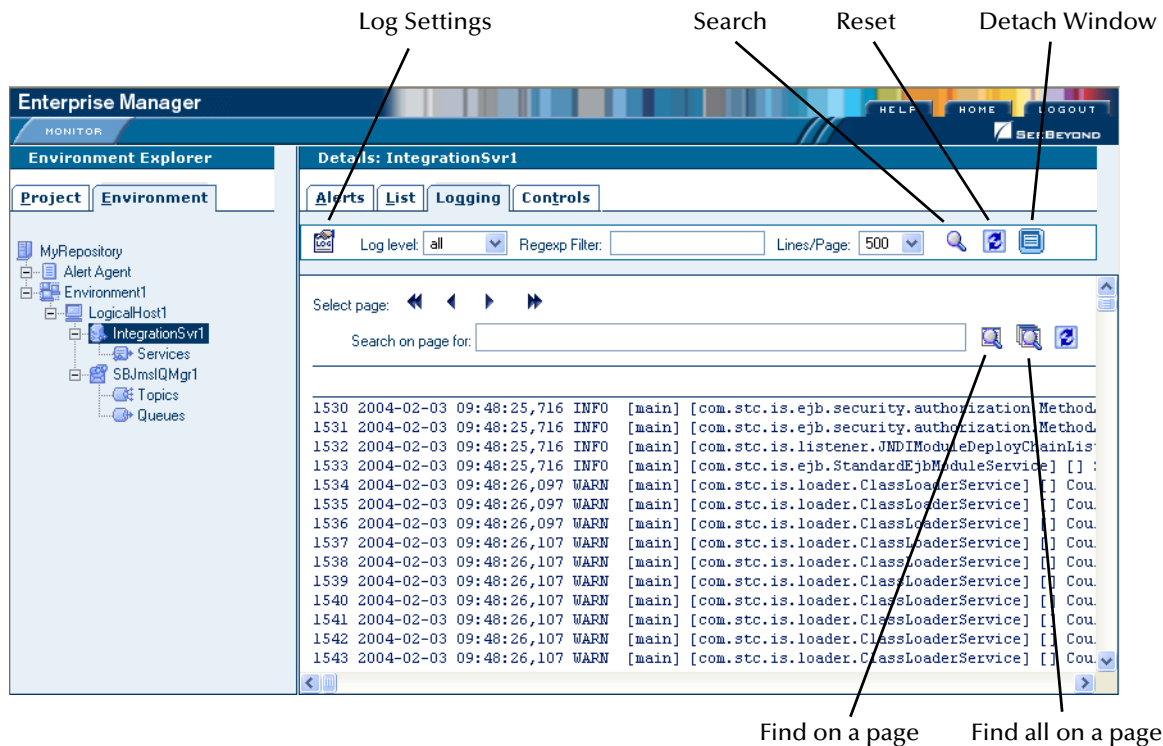 Log Settings Search Reset Detach Window
Enterprise Manager
HELP HOME LOGOUT
MONITOR
SEEBEYOND
Environment Explorer
Project Environment
MyRepository
Alert Agent
Environment1
LogicalHost1
IntegrationSvr1
Services
SBJmsIQMgr1
Topics
Queues
Details: IntegrationSvr1
Alerts List Logging Controls
LOG Log level: all Regexp Filter: Lines/Page: 500
Select page:
Search on page for:
1530 2004-02-03 09:48:25,716 INFO [main] [com.stc.is.ejb.security.authorization.Method
1531 2004-02-03 09:48:25,716 INFO [main] [com.stc.is.ejb.security.authorization.Method
1532 2004-02-03 09:48:25,716 INFO [main] [com.stc.is.listener.JNDIModuleDeployChainLis
1533 2004-02-03 09:48:25,716 INFO [main] [com.stc.is.ejb.StandardEjbModuleService] []
1534 2004-02-03 09:48:26,097 WARN [main] [com.stc.is.loader.ClassLoaderService] [] Cou
1535 2004-02-03 09:48:26,097 WARN [main] [com.stc.is.loader.ClassLoaderService] [] Cou
1536 2004-02-03 09:48:26,097 WARN [main] [com.stc.is.loader.ClassLoaderService] [] Cou
1537 2004-02-03 09:48:26,107 WARN [main] [com.stc.is.loader.ClassLoaderService] [] Cou
1538 2004-02-03 09:48:26,107 WARN [main] [com.stc.is.loader.ClassLoaderService] [] Cou
1539 2004-02-03 09:48:26,107 WARN [main] [com.stc.is.loader.ClassLoaderService] [] Cou
1540 2004-02-03 09:48:26,107 WARN [main] [com.stc.is.loader.ClassLoaderService] [] Cou
1541 2004-02-03 09:48:26,107 WARN [main] [com.stc.is.loader.ClassLoaderService] [] Cou
1542 2004-02-03 09:48:26,107 WARN [main] [com.stc.is.loader.ClassLoaderService] [] Cou
1543 2004-02-03 09:48:26,107 WARN [main] [com.stc.is.loader.ClassLoaderService] [] Cou
Find on a page Find all on a page